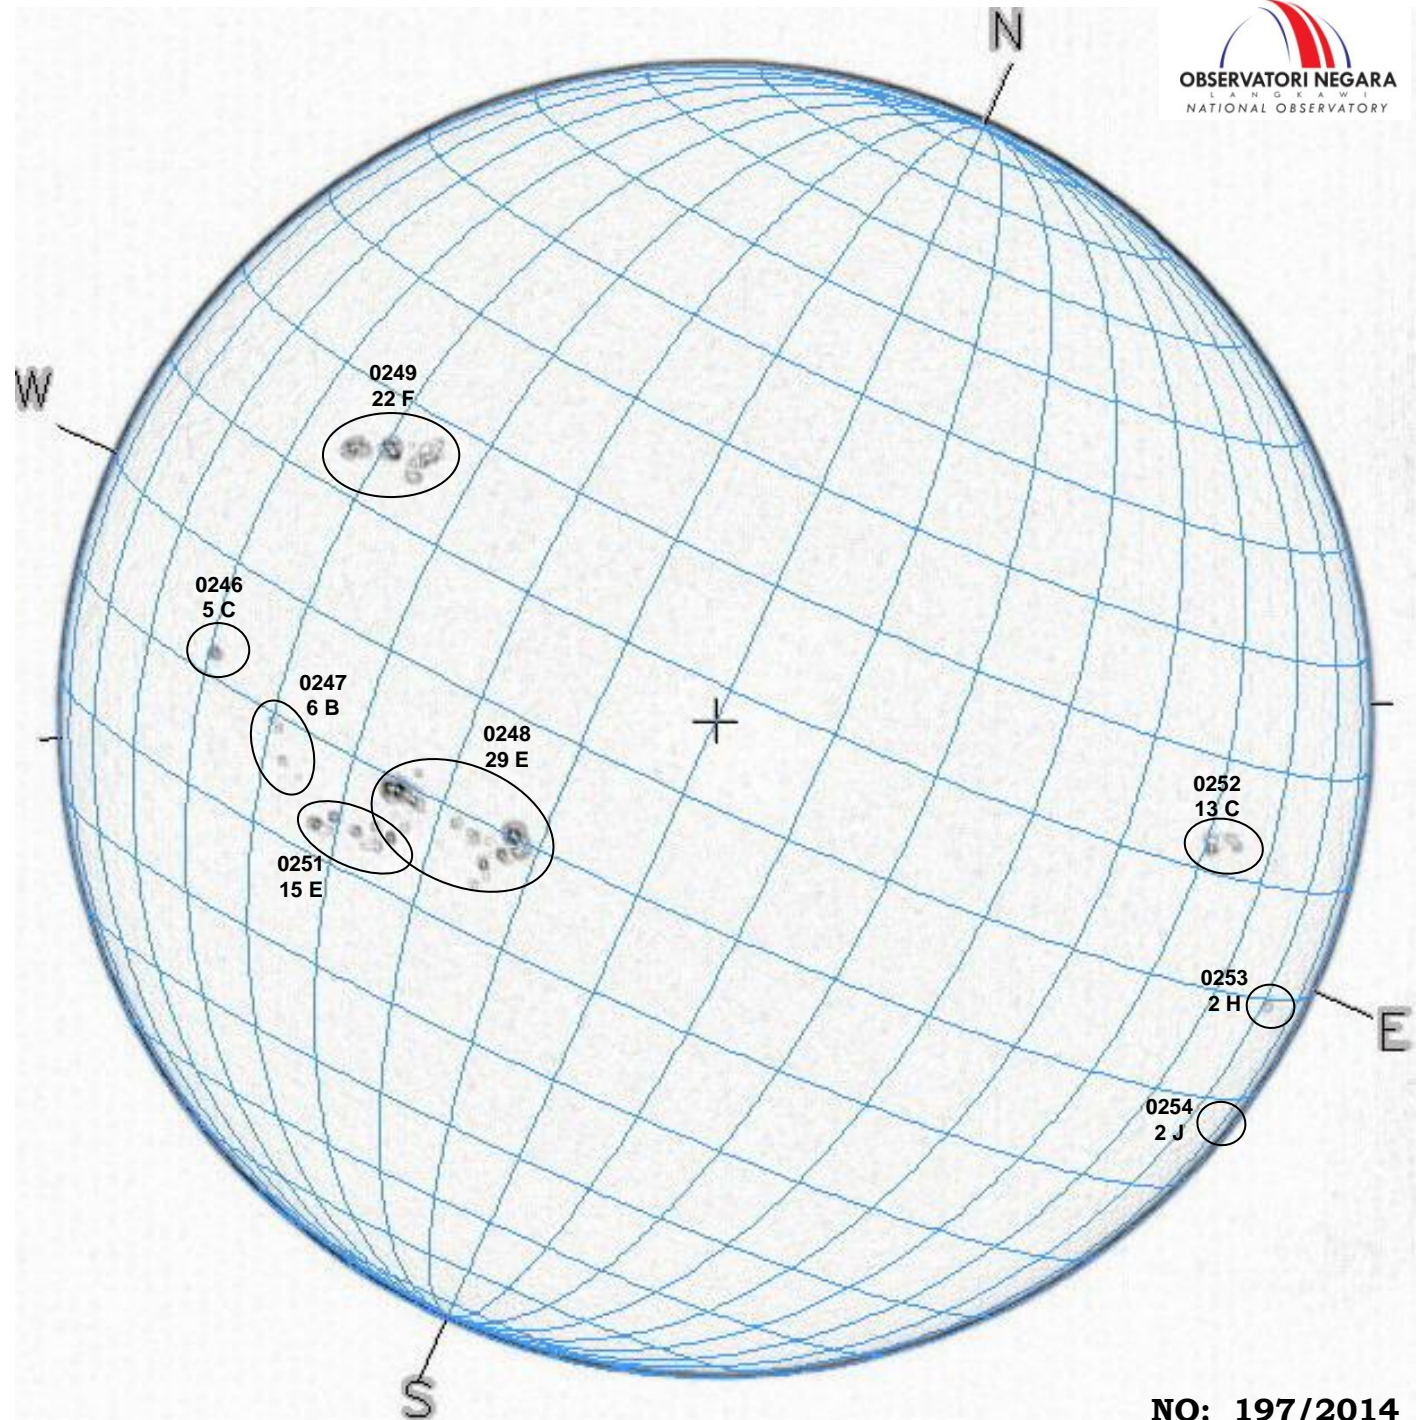 N
OBSERVATORI NEGARA
LANGKAWI
NATIONAL OBSERVATORY
W
0249
22 F
0246
5 C
0247
6 B
0248
29 E
0251
15 E
0252
13 C
0253
2 H
E
0254
2 J
S
NO: 197/2014